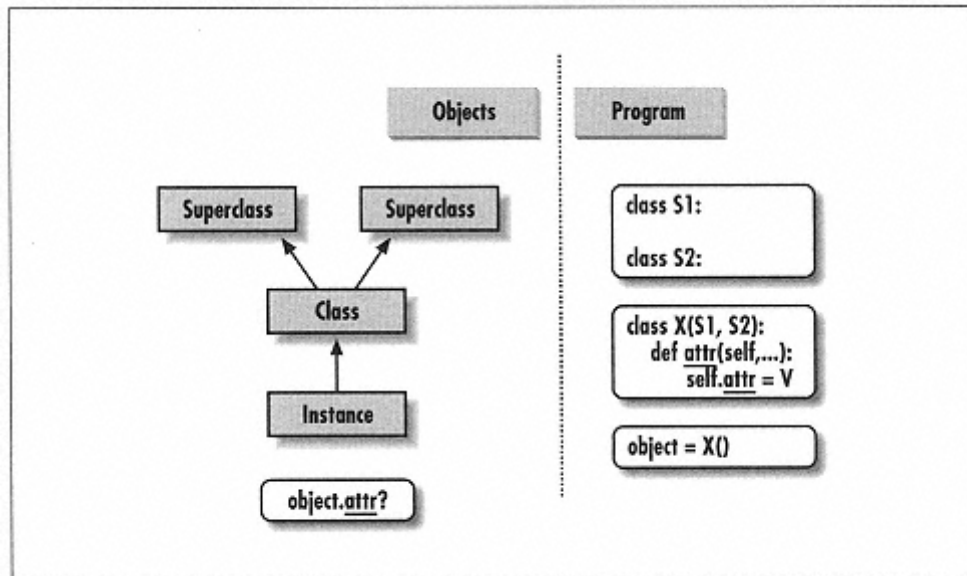 Objects
Program
Superclass
Superclass
Class
Instance
object.attr?
class S1:
class S2:
class X(S1, S2):
def attr(self,...):
self.attr = V
object = X()